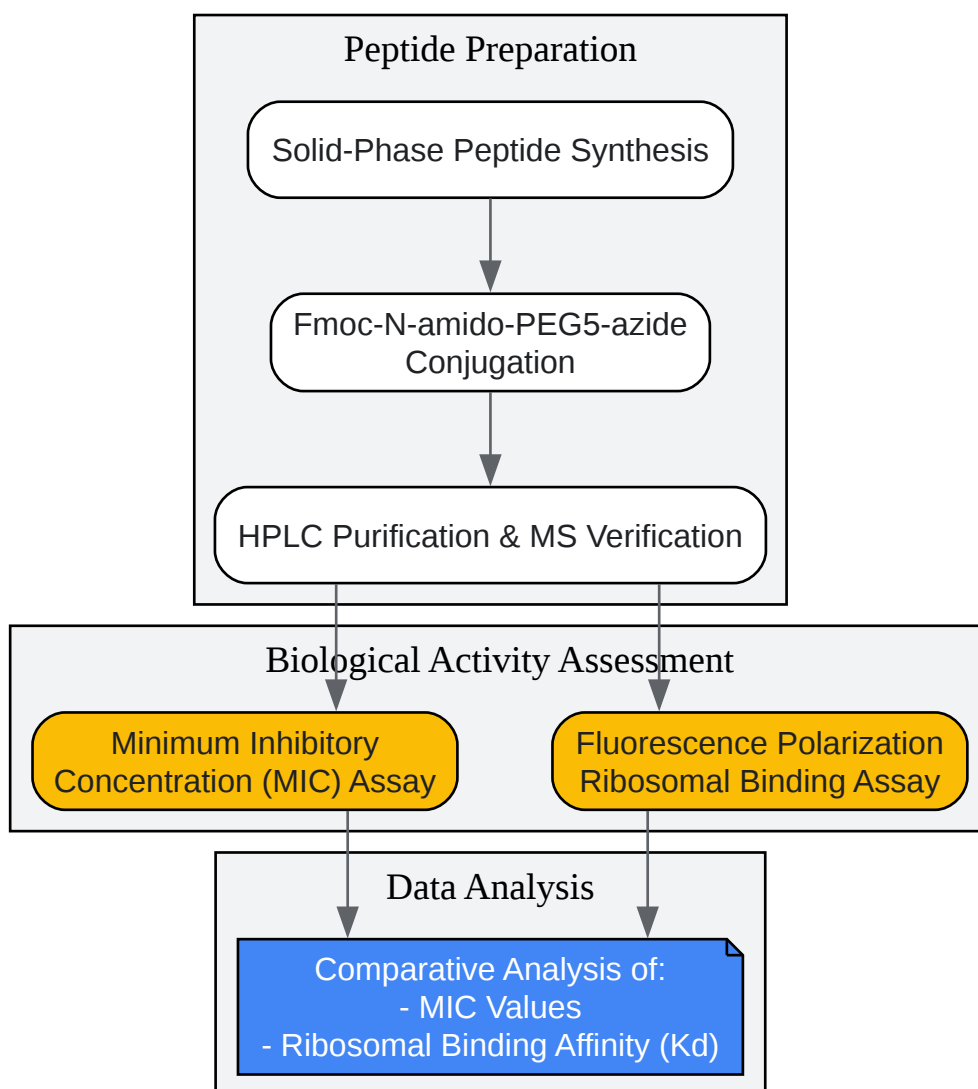 Peptide Preparation
Solid-Phase Peptide Synthesis
Fmoc-N-amido-PEG5-azide
Conjugation
HPLC Purification & MS Verification
Biological Activity Assessment
Minimum Inhibitory
Concentration (MIC) Assay
Fluorescence Polarization
Ribosomal Binding Assay
Data Analysis
Comparative Analysis of:
- MIC Values
- Ribosomal Binding Affinity (Kd)